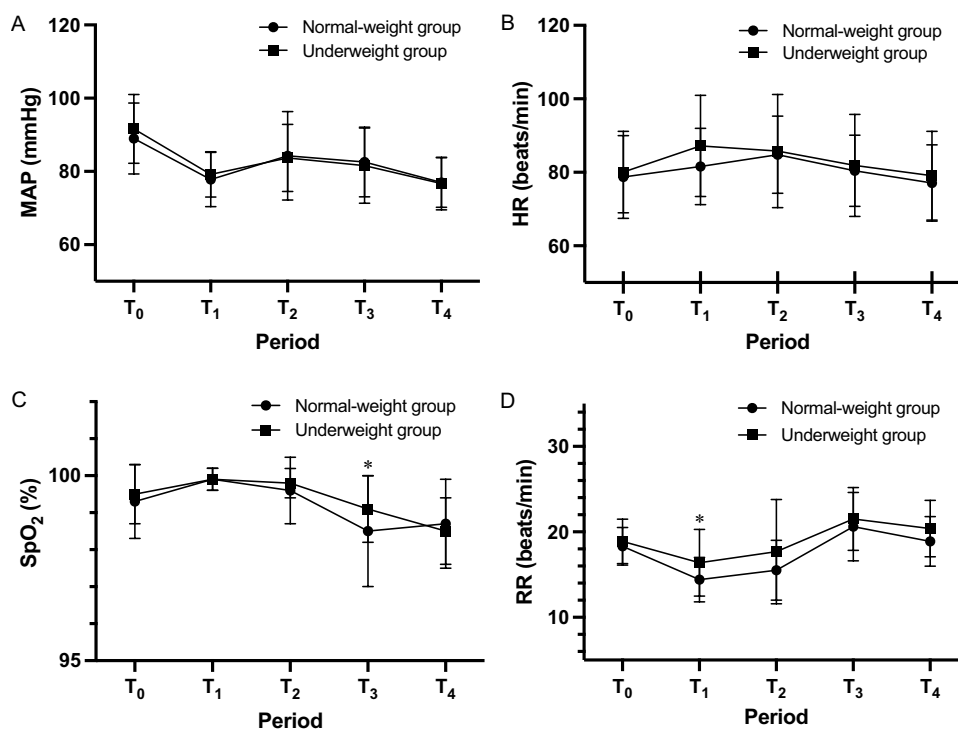 A
Normal-weight group
Underweight group
120
100
80
60
MAP (mmHg)
T0 T1 T2 T3 T4
Period
B
Normal-weight group
Underweight group
120
100
80
60
HR (beats/min)
T0 T1 T2 T3 T4
Period
C
Normal-weight group
Underweight group
100
95
SpO2 (%)
*
T0 T1 T2 T3 T4
Period
D
Normal-weight group
Underweight group
30
20
10
RR (beats/min)
*
T0 T1 T2 T3 T4
Period